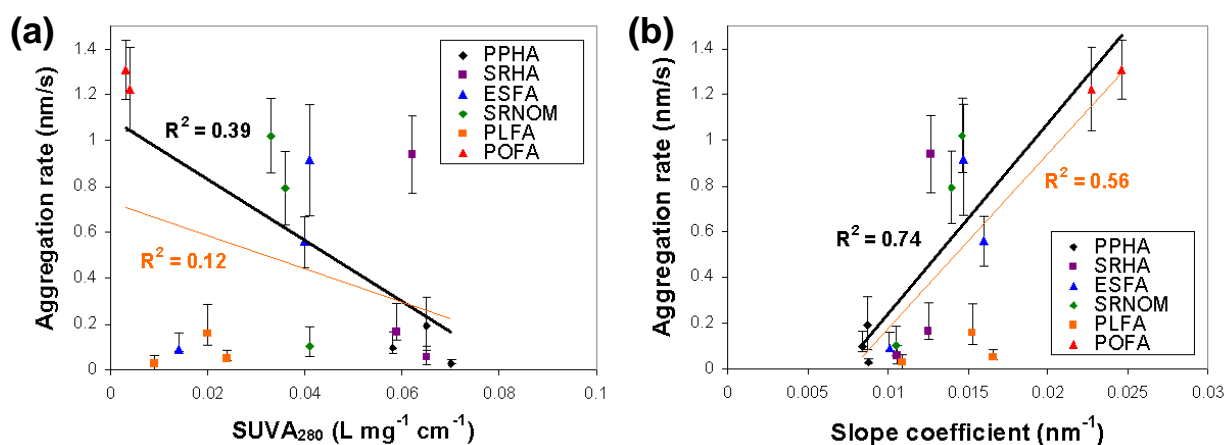 (a)
Aggregation rate (nm/s)
1.4
1.2
1
0.8
0.6
0.4
0.2
0
R² = 0.39
R² = 0.12
PPHA
SRHA
ESFA
SRNOM
PLFA
POFA
0 0.02 0.04 0.06 0.08 0.1
SUVA₂₈₀ (L mg⁻¹ cm⁻¹)
(b)
Aggregation rate (nm/s)
1.4
1.2
1
0.8
0.6
0.4
0.2
0
R² = 0.56
R² = 0.74
PPHA
SRHA
ESFA
SRNOM
PLFA
POFA
0 0.005 0.01 0.015 0.02 0.025 0.03
Slope coefficient (nm⁻¹)